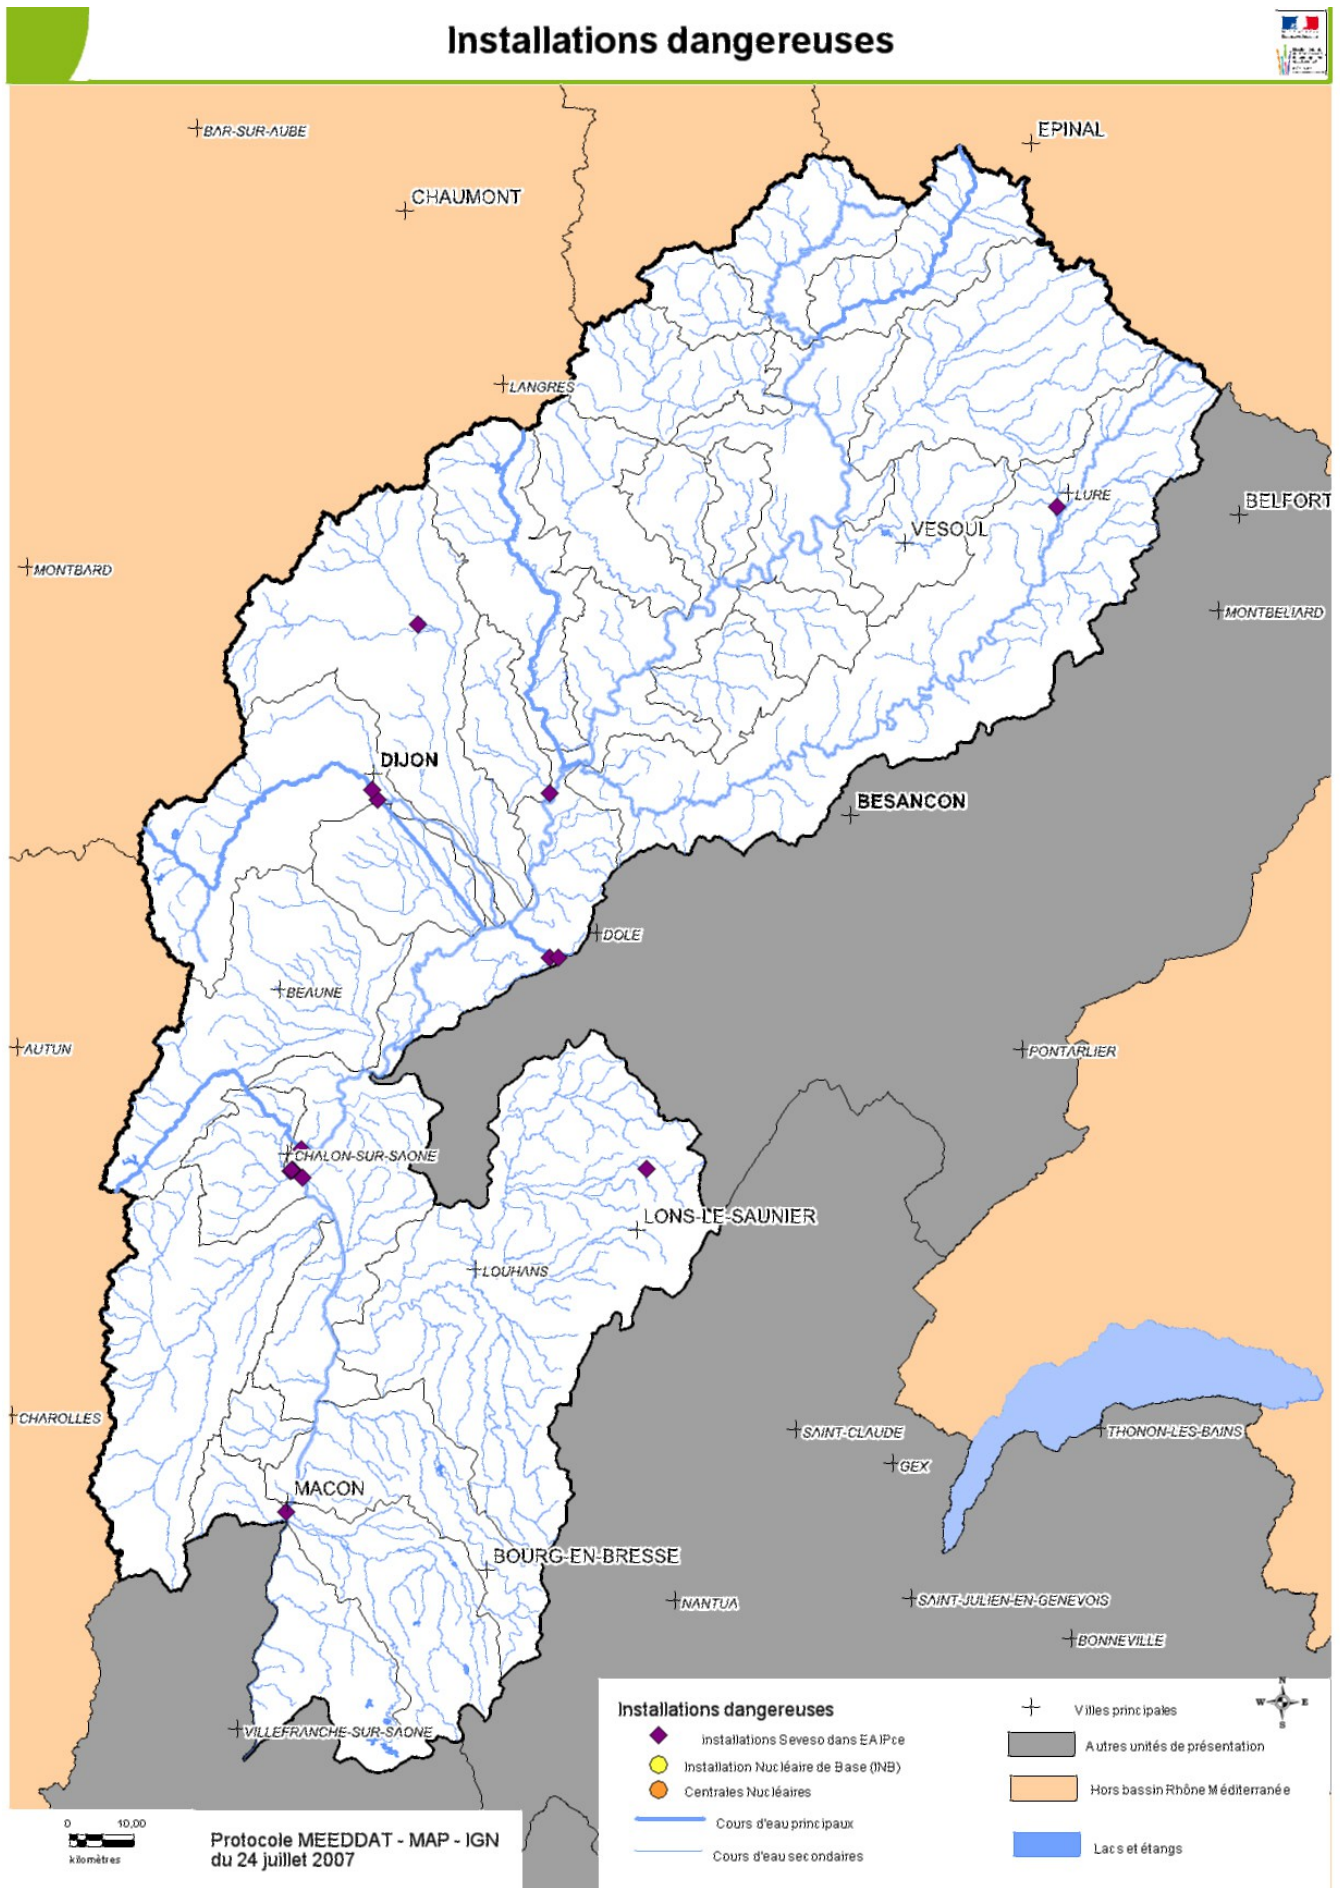 Installations dangereuses
BAR-SUR-AUBE
EPINAL
CHAUMONT
LANGRES
LURE
BELFORT
VESOUL
MONTBARD
MONTBELIARD
DIJON
BESANCON
DOLE
BEAUNE
AUTUN
PONTARLIER
CHALON-SUR-SAONE
LONS-LE-SAUNIER
LOUHANS
CHAROLLES
SAINT-CLAUDE
THONON-LES-BAINS
GEX
MACON
BOURG-EN-BRESSE
NANTUA
SAINT-JULIEN-EN-GENEVOIS
BONNEVILLE
VILLEFRANCHE-SUR-SAONE
Installations dangereuses
Installations Seveso dans EAIPce
Installation Nucléaire de Base (INB)
Centrales Nucléaires
Cours d'eau principaux
Cours d'eau secondaires
Villes principales
Autres unités de présentation
Hors bassin Rhône Méditerranée
Lacs et étangs
N
W E
S
0 10,00
kilomètres
Protocole MEEDDAT - MAP - IGN
du 24 juillet 2007